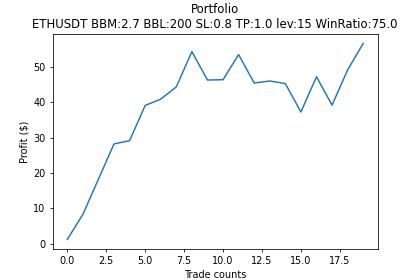 Portfolio
ETHUSDT BBM:2.7 BBL:200 SL:0.8 TP:1.0 lev:15 WinRatio:75.0
50
40
30
20
10
0
Profit ($)
0.0 2.5 5.0 7.5 10.0 12.5 15.0 17.5
Trade counts